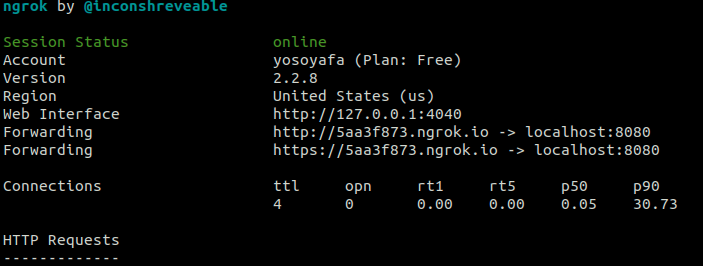 ngrok by @inconshreveable
Session Status online
Account yosoyafa (Plan: Free)
Version 2.2.8
Region United States (us)
Web Interface http://127.0.0.1:4040
Forwarding http://5aa3f873.ngrok.io -> localhost:8080
Forwarding https://5aa3f873.ngrok.io -> localhost:8080
Connections ttl opn rt1 rt5 p50 p90
4 0 0.00 0.00 0.05 30.73
HTTP Requests
-------------